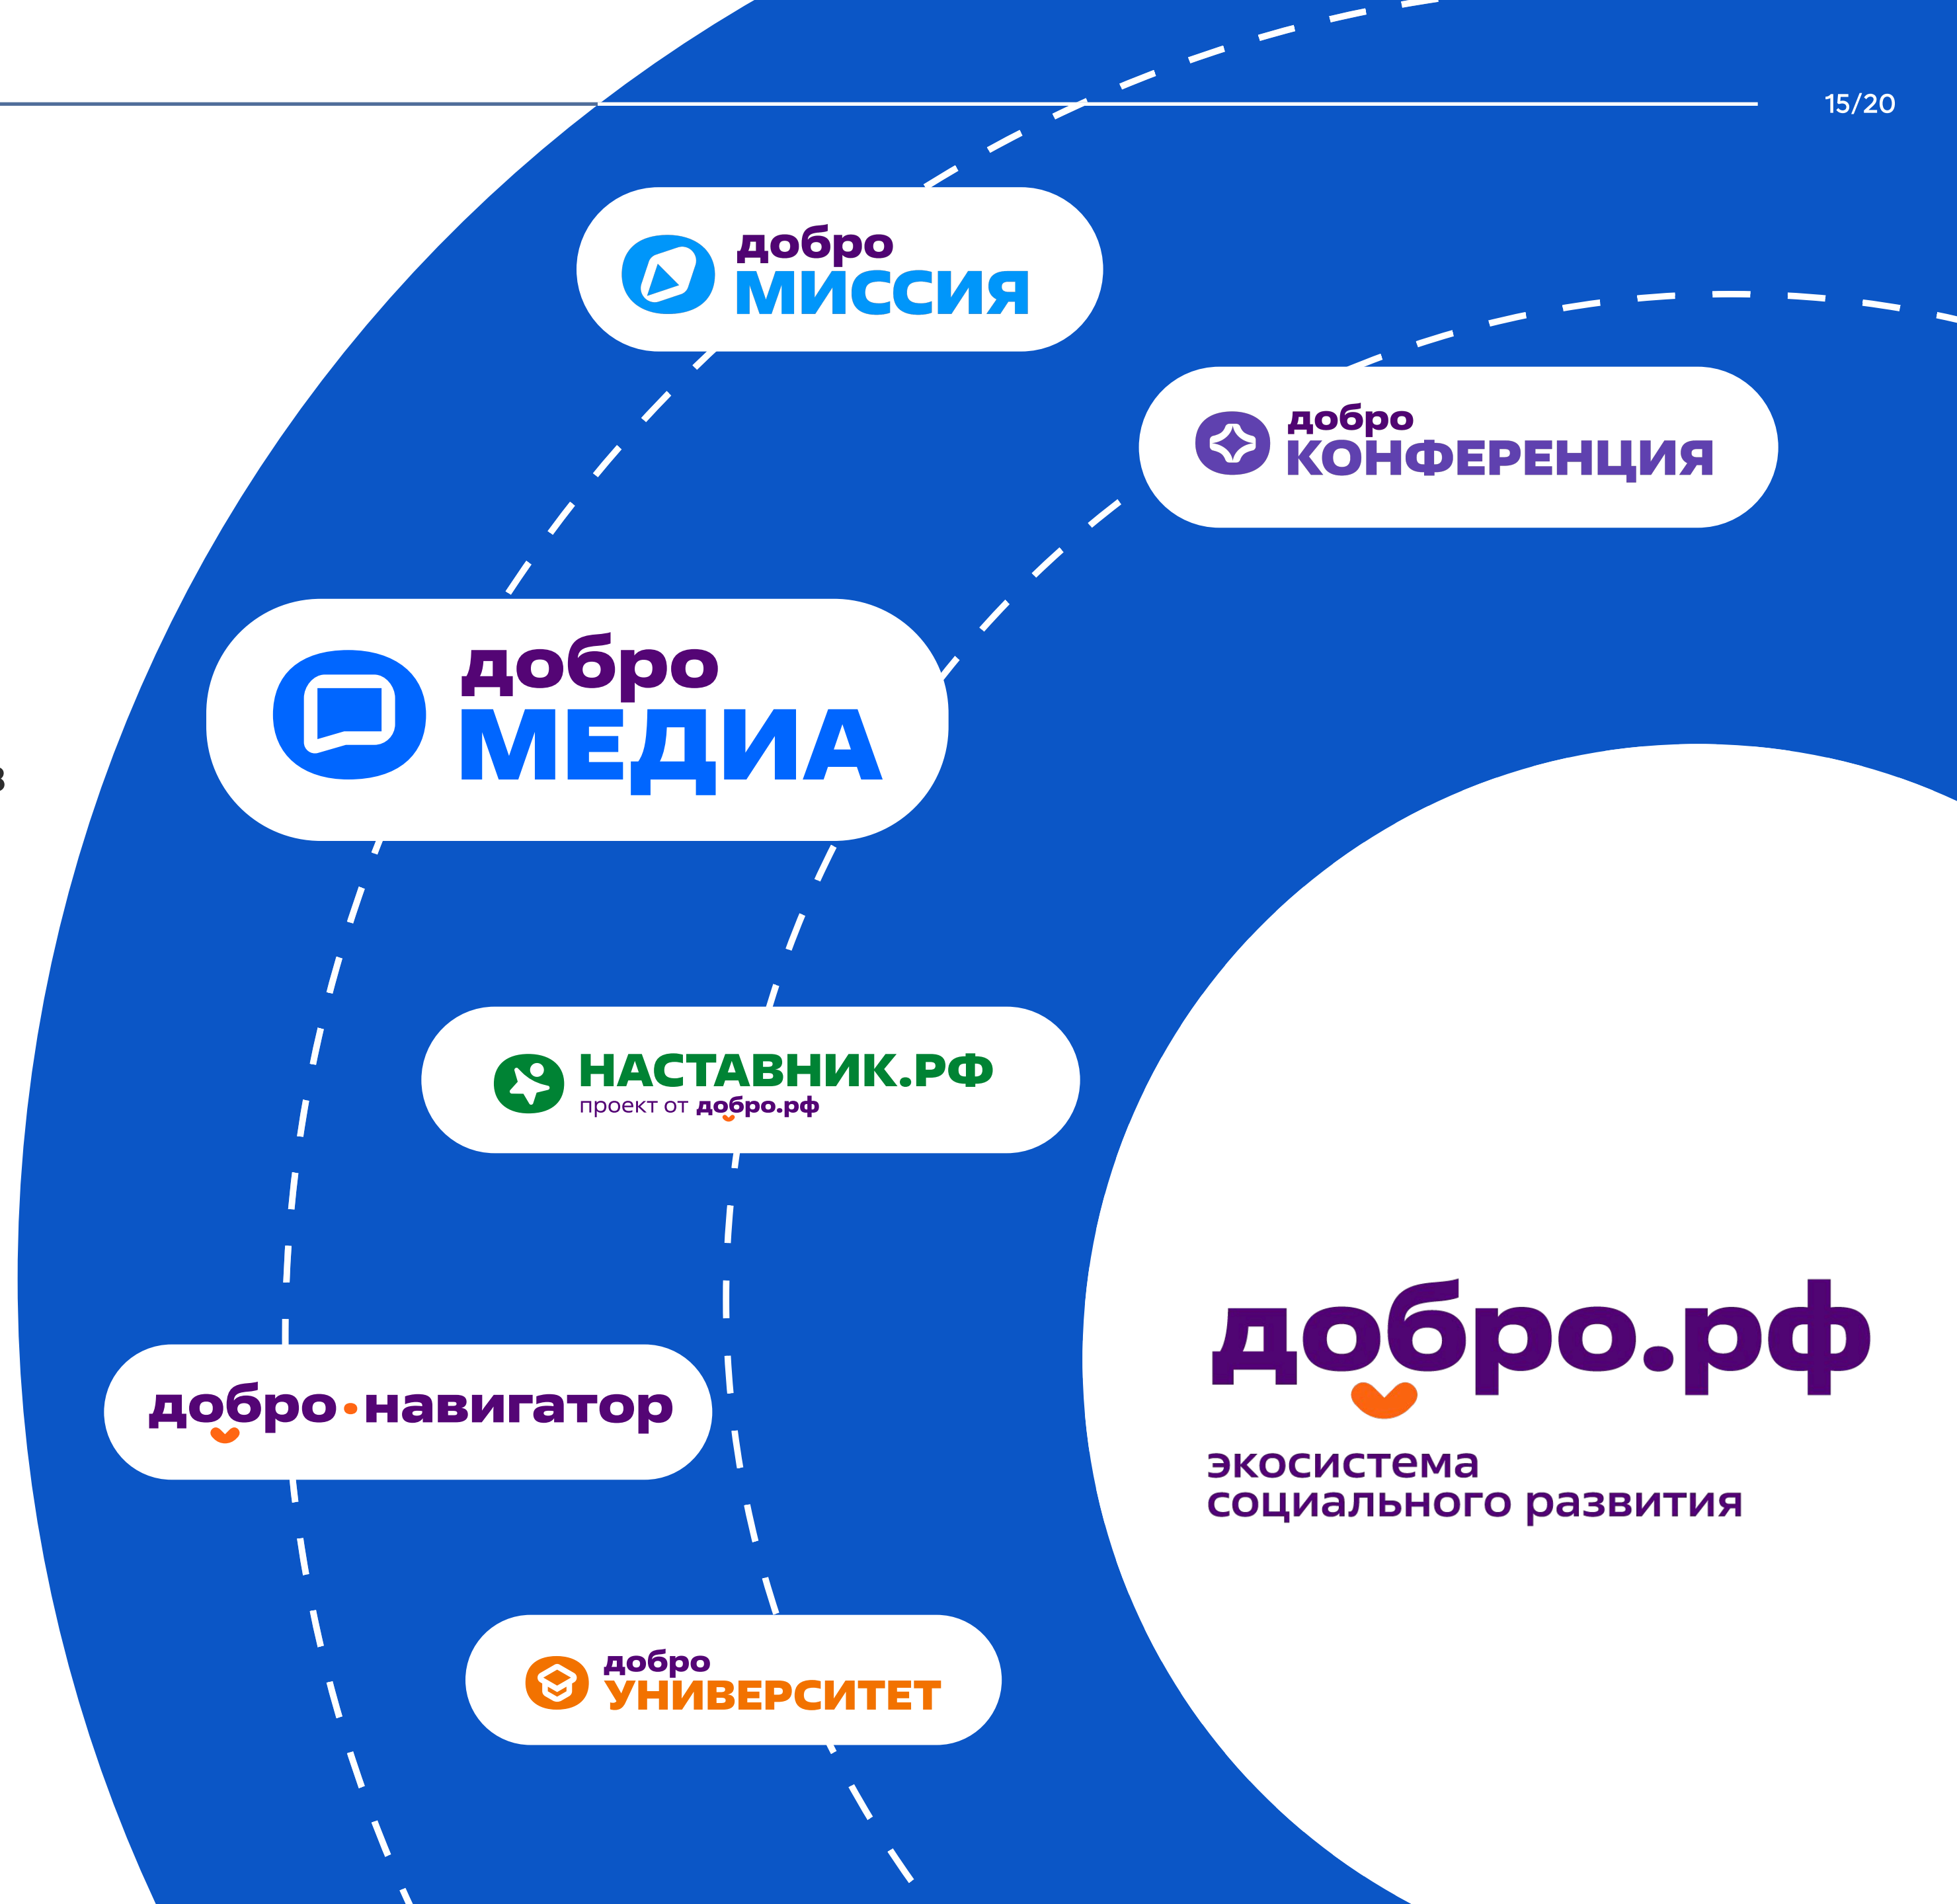 15/20
добро
МИССИЯ
добро
КОНФЕРЕНЦИЯ
добро
МЕДИА
НАСТАВНИК.РФ
проект от добро.рф
добро.рф
экосистема
социального развития
добро•навигатор
добро
УНИВЕРСИТЕТ